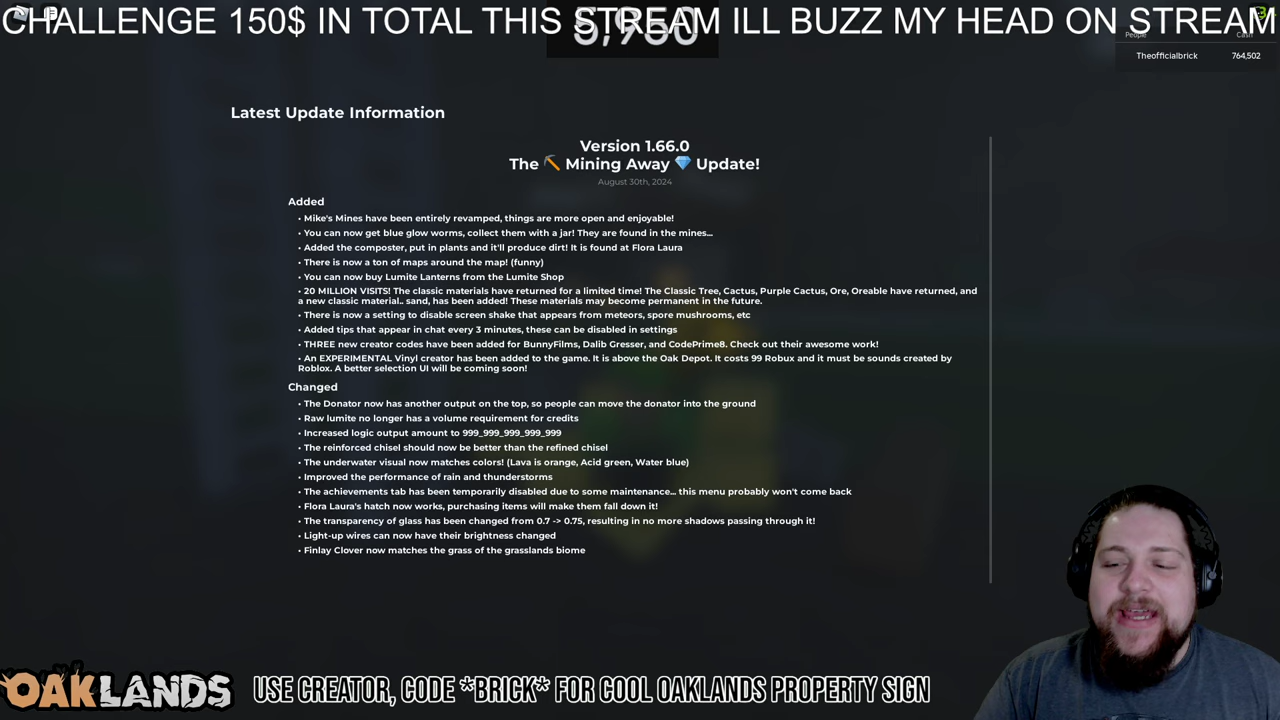 CHALLENGE 150$ IN TOTAL THIS STREAM ILL BUZZ MY HEAD ON STREAM
5,950
People Cash
Theofficialbrick 764,502
Latest Update Information
Version 1.66.0
The ⛏️ Mining Away 💎 Update!
August 30th, 2024
Added
• Mike's Mines have been entirely revamped, things are more open and enjoyable!
• You can now get blue glow worms, collect them with a jar! They are found in the mines...
• Added the composter, put in plants and it'll produce dirt! It is found at Flora Laura
• There is now a ton of maps around the map! (funny)
• You can now buy Lumite Lanterns from the Lumite Shop
• 20 MILLION VISITS! The classic materials have returned for a limited time! The Classic Tree, Cactus, Purple Cactus, Ore, Oreable have returned, and
a new classic material.. sand, has been added! These materials may become permanent in the future.
• There is now a setting to disable screen shake that appears from meteors, spore mushrooms, etc
• Added tips that appear in chat every 3 minutes, these can be disabled in settings
• THREE new creator codes have been added for BunnyFilms, Dalib Gresser, and CodePrime8. Check out their awesome work!
• An EXPERIMENTAL Vinyl creator has been added to the game. It is above the Oak Depot. It costs 99 Robux and it must be sounds created by
Roblox. A better selection UI will be coming soon!
Changed
• The Donator now has another output on the top, so people can move the donator into the ground
• Raw lumite no longer has a volume requirement for credits
• Increased logic output amount to 999_999_999_999_999
• The reinforced chisel should now be better than the refined chisel
• The underwater visual now matches colors! (Lava is orange, Acid green, Water blue)
• Improved the performance of rain and thunderstorms
• The achievements tab has been temporarily disabled due to some maintenance... this menu probably won't come back
• Flora Laura's hatch now works, purchasing items will make them fall down it!
• The transparency of glass has been changed from 0.7 -> 0.75, resulting in no more shadows passing through it!
• Light-up wires can now have their brightness changed
• Finlay Clover now matches the grass of the grasslands biome
OAKLANDS
USE CREATOR, CODE *BRICK* FOR COOL OAKLANDS PROPERTY SIGN